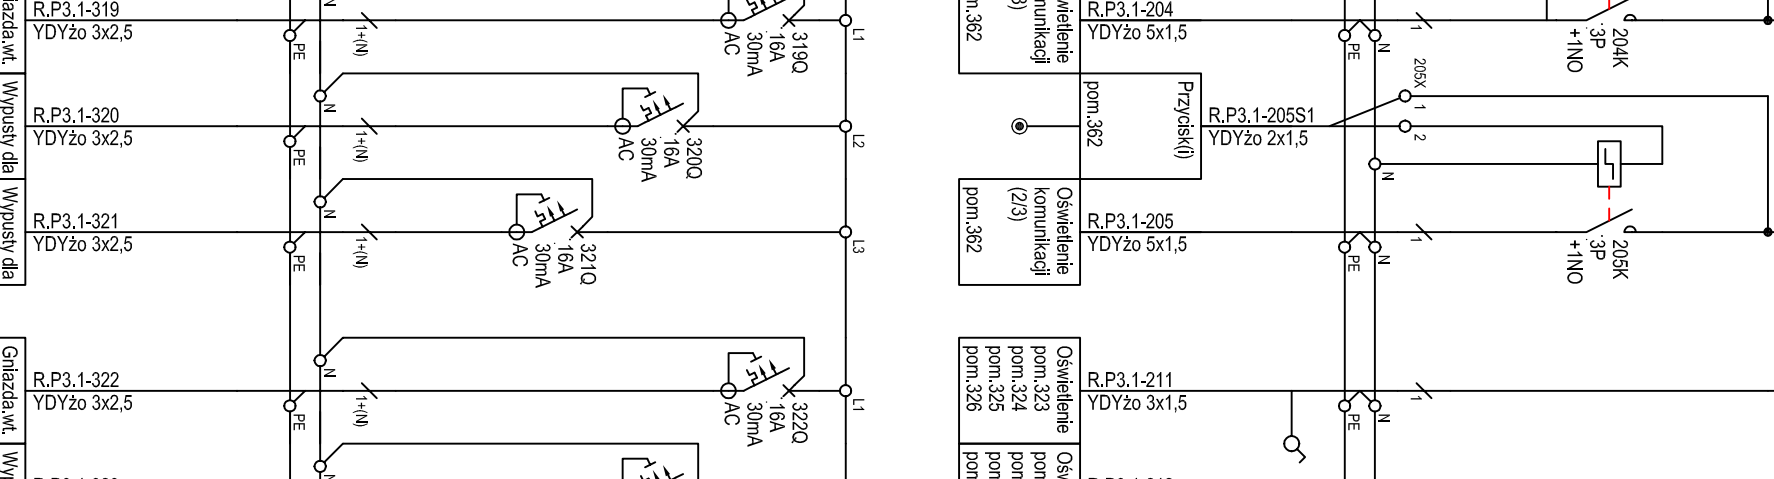 Gniazda.wt.
R.P3.1-319
YDYżo 3x2,5
PE
N
1+(N)
AC
30mA
16A
319Q
L1
Wypusty dla
R.P3.1-320
YDYżo 3x2,5
PE
N
1+(N)
AC
30mA
16A
320Q
L2
Wypusty dla
R.P3.1-321
YDYżo 3x2,5
PE
N
1+(N)
AC
30mA
16A
321Q
L3
Gniazda.wt.
R.P3.1-322
YDYżo 3x2,5
PE
N
1+(N)
AC
30mA
16A
322Q
L1
N
Oświetlenie
komunikacji
pom.362
R.P3.1-204
YDYżo 5x1,5
PE
N
1
204K
3P
+1NO
Przycisk(i)
pom.362
R.P3.1-205S1
YDYżo 2x1,5
205X
1
2
N
Oświetlenie
komunikacji
(2/3)
pom.362
R.P3.1-205
YDYżo 5x1,5
PE
N
1
205K
3P
+1NO
Oświetlenie
pom.323
pom.324
pom.325
pom.326
R.P3.1-211
YDYżo 3x1,5
PE
N
1